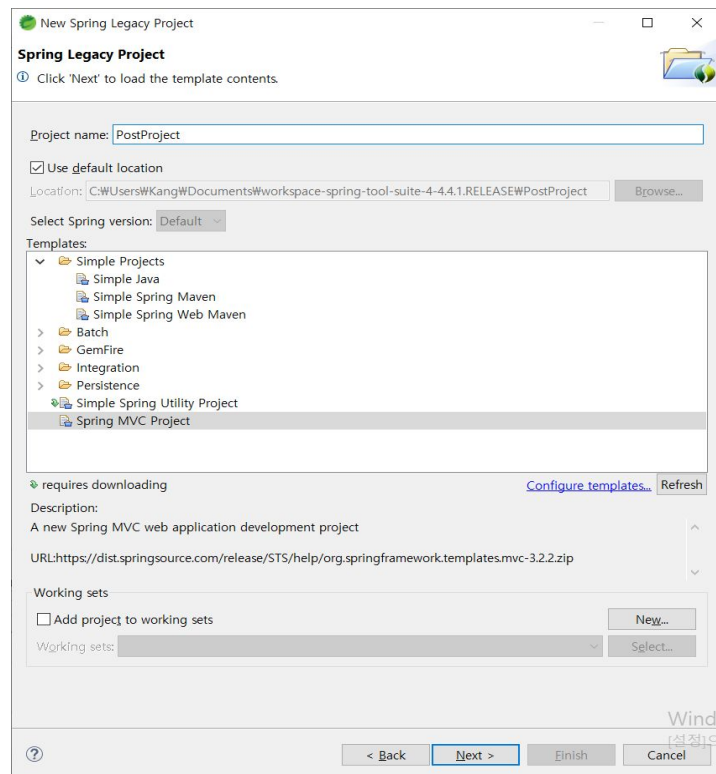 New Spring Legacy Project
Spring Legacy Project
Click 'Next' to load the template contents.
Project name: PostProject
Use default location
Location: C:₩Users₩Kang₩Documents₩workspace-spring-tool-suite-4-4.4.1.RELEASE₩PostProject Browse...
Select Spring version: Default
Templates:
Simple Projects
Simple Java
Simple Spring Maven
Simple Spring Web Maven
Batch
GemFire
Integration
Persistence
Simple Spring Utility Project
Spring MVC Project
requires downloading Configure templates... Refresh
Description:
A new Spring MVC web application development project
URL:https://dist.springsource.com/release/STS/help/org.springframework.templates.mvc-3.2.2.zip
Working sets
Add project to working sets New...
Working sets: Select...
Wind
[설정]으
< Back Next > Finish Cancel